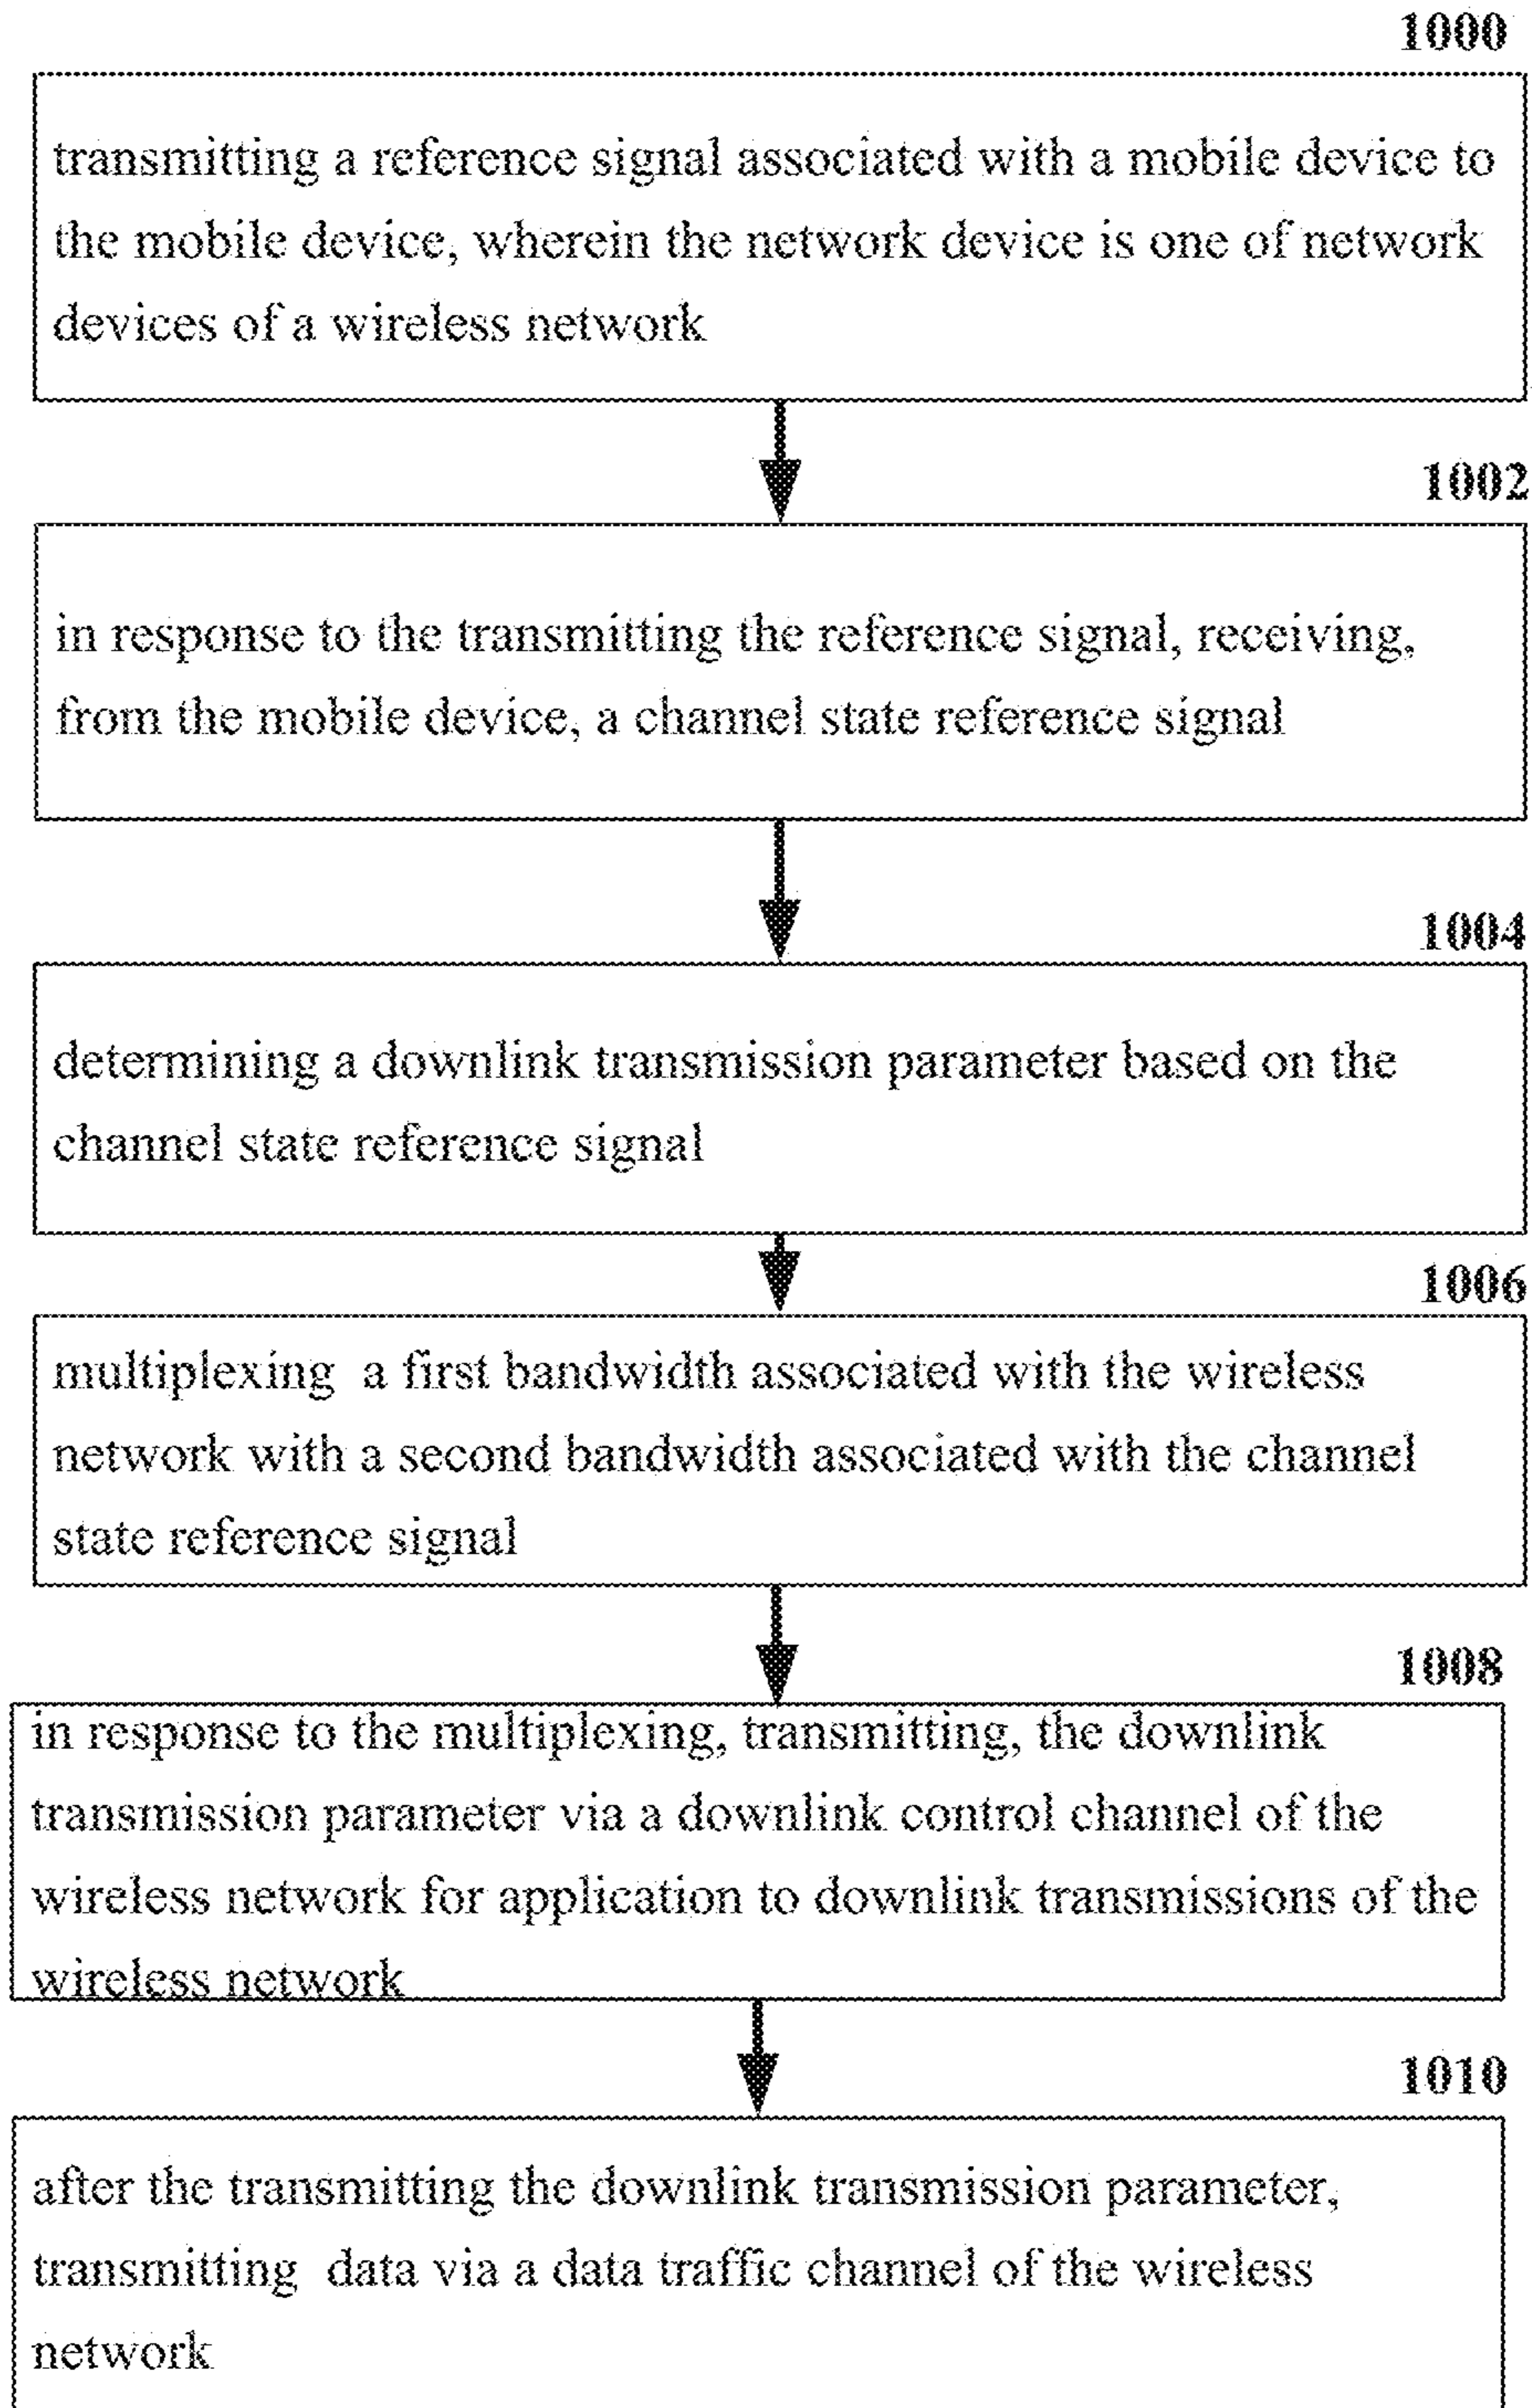 1000
transmitting a reference signal associated with a mobile device to
the mobile device, wherein the network device is one of network
devices of a wireless network
1002
in response to the transmitting the reference signal, receiving,
from the mobile device, a channel state reference signal
1004
determining a downlink transmission parameter based on the
channel state reference signal
1006
multiplexing a first bandwidth associated with the wireless
network with a second bandwidth associated with the channel
state reference signal
1008
in response to the multiplexing, transmitting, the downlink
transmission parameter via a downlink control channel of the
wireless network for application to downlink transmissions of the
wireless network
1010
after the transmitting the downlink transmission parameter,
transmitting data via a data traffic channel of the wireless
network